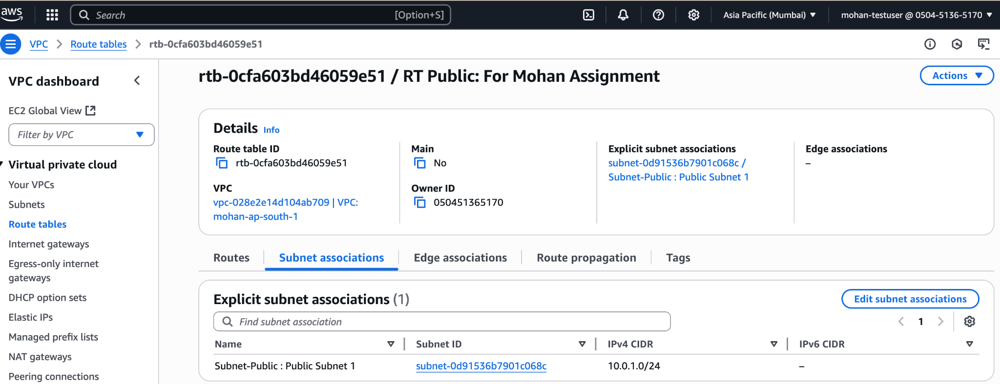 aws
Search
[Option+S]
Asia Pacific (Mumbai)
mohan-testuser @ 0504-5136-5170
VPC
Route tables
rtb-0cfa603bd46059e51
VPC dashboard
EC2 Global View
Filter by VPC
Virtual private cloud
Your VPCs
Subnets
Route tables
Internet gateways
Egress-only internet
gateways
DHCP option sets
Elastic IPs
Managed prefix lists
NAT gateways
Peering connections
rtb-0cfa603bd46059e51 / RT Public: For Mohan Assignment
Actions
Details Info
Route table ID
rtb-0cfa603bd46059e51
VPC
vpc-028e2e14d104ab709 | VPC:
mohan-ap-south-1
Main
No
Owner ID
050451365170
Explicit subnet associations
subnet-0d91536b7901c068c /
Subnet-Public : Public Subnet 1
Edge associations
–
Routes
Subnet associations
Edge associations
Route propagation
Tags
Explicit subnet associations (1)
Edit subnet associations
Find subnet association
1
Name
Subnet ID
IPv4 CIDR
IPv6 CIDR
Subnet-Public : Public Subnet 1
subnet-0d91536b7901c068c
10.0.1.0/24
–